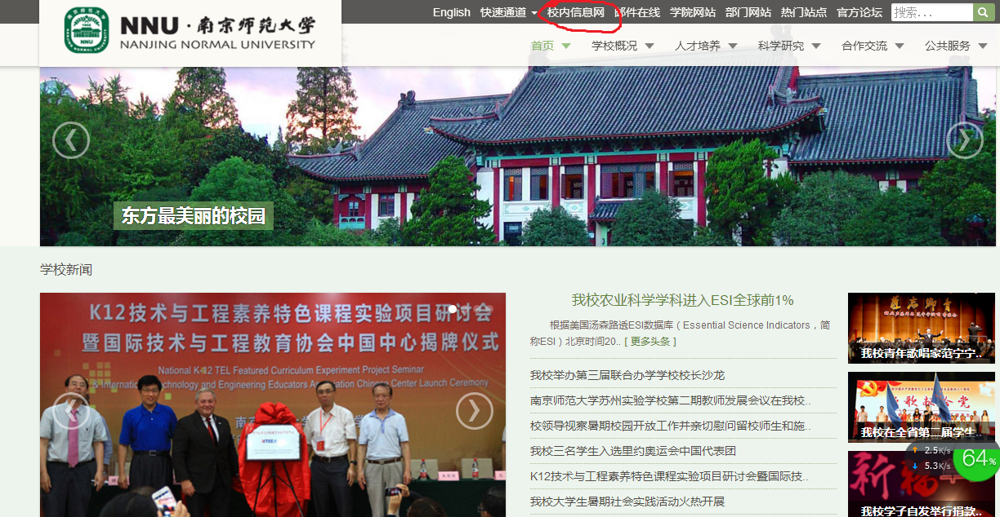 English 快速通道 校内信息网 邮件在线 学院网站 部门网站 热门站点 官方论坛 搜索...
NNU·南京师范大学
NANJING NORMAL UNIVERSITY
首页 学校概况 人才培养 科学研究 合作交流 公共服务
东方最美丽的校园
学校新闻
K12技术与工程素养特色课程实验项目研讨会
暨国际技术与工程教育协会中国中心揭牌仪式
National K-12 TEL Featured Curriculum Experiment Project Seminar
& International Technology and Engineering Educators Association Chinese Center Launch Ceremony
我校农业科学学科进入ESI全球前1%
根据美国汤森路透ESI数据库（Essential Science Indicators，简
称ESI）北京时间20.. [ 更多头条 ]
我校举办第三届联合办学学校校长沙龙
南京师范大学苏州实验学校第二期教师发展会议在我校..
校领导视察暑期校园开放工作并亲切慰问留校师生和施..
我校三名学生入选里约奥运会中国代表团
K12技术与工程素养特色课程实验项目研讨会暨国际技..
我校大学生暑期社会实践活动火热开展
我校青年歌唱家范宁宁..
我校在全省第二届学生..
2.5K/s
5.3K/s
64%
我校学子自发举行捐款..